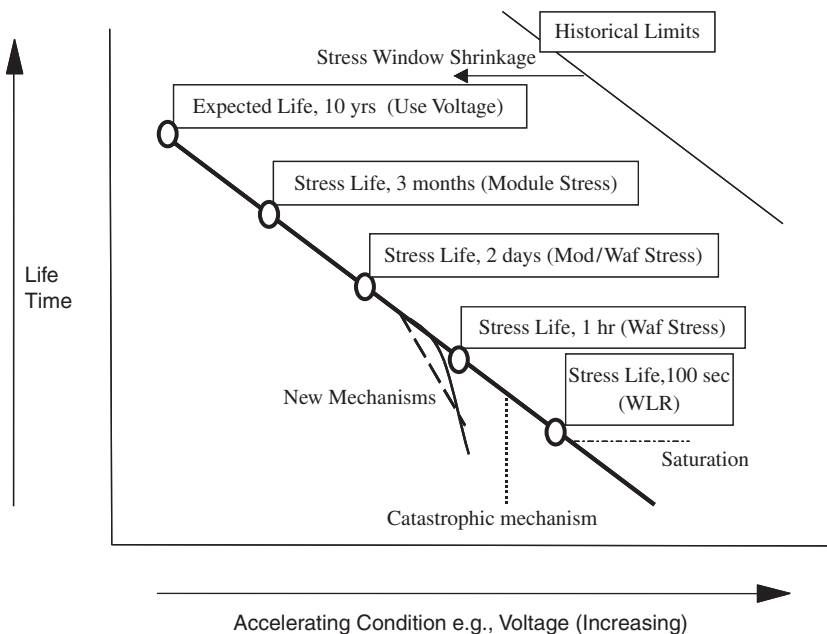 Historical Limits
Stress Window Shrinkage
Expected Life, 10 yrs (Use Voltage)
Stress Life, 3 months (Module Stress)
Stress Life, 2 days (Mod/Waf Stress)
Life
Time
Stress Life, 1 hr (Waf Stress)
Stress Life,100 sec
(WLR)
New Mechanisms
Saturation
Catastrophic mechanism
Accelerating Condition e.g., Voltage (Increasing)